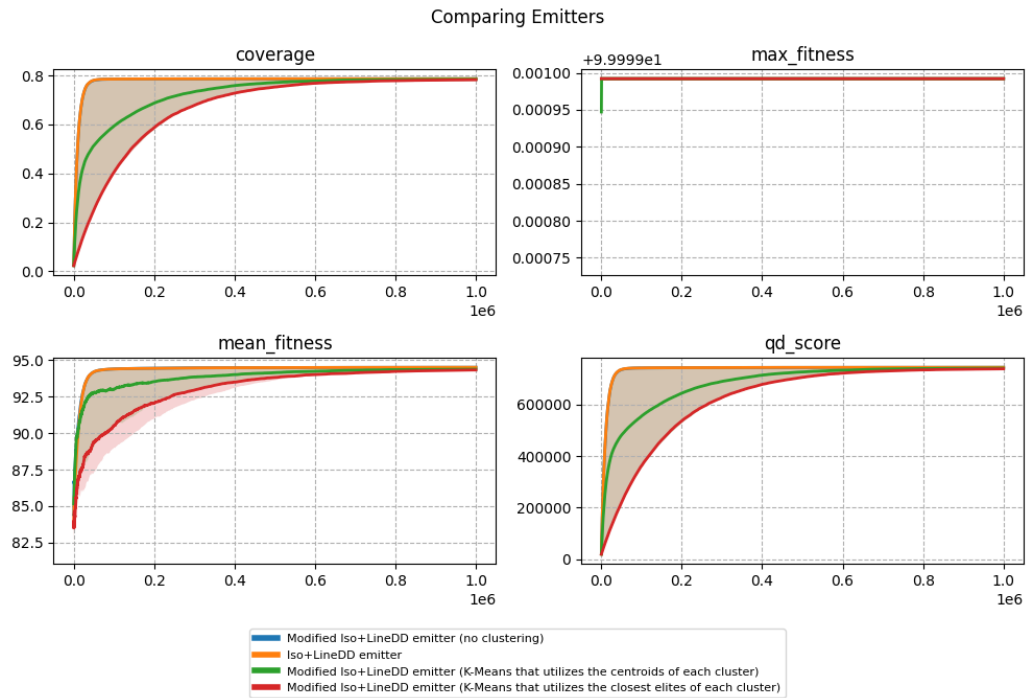 Comparing Emitters
coverage
0.8
0.6
0.4
0.2
0.0
0.0 0.2 0.4 0.6 0.8 1.0
1e6
max_fitness
+9.9999e1
0.00100
0.00095
0.00090
0.00085
0.00080
0.00075
0.0 0.2 0.4 0.6 0.8 1.0
1e6
mean_fitness
95.0
92.5
90.0
87.5
85.0
82.5
0.0 0.2 0.4 0.6 0.8 1.0
1e6
qd_score
600000
400000
200000
0
0.0 0.2 0.4 0.6 0.8 1.0
1e6
Modified Iso+LineDD emitter (no clustering)
Iso+LineDD emitter
Modified Iso+LineDD emitter (K-Means that utilizes the centroids of each cluster)
Modified Iso+LineDD emitter (K-Means that utilizes the closest elites of each cluster)